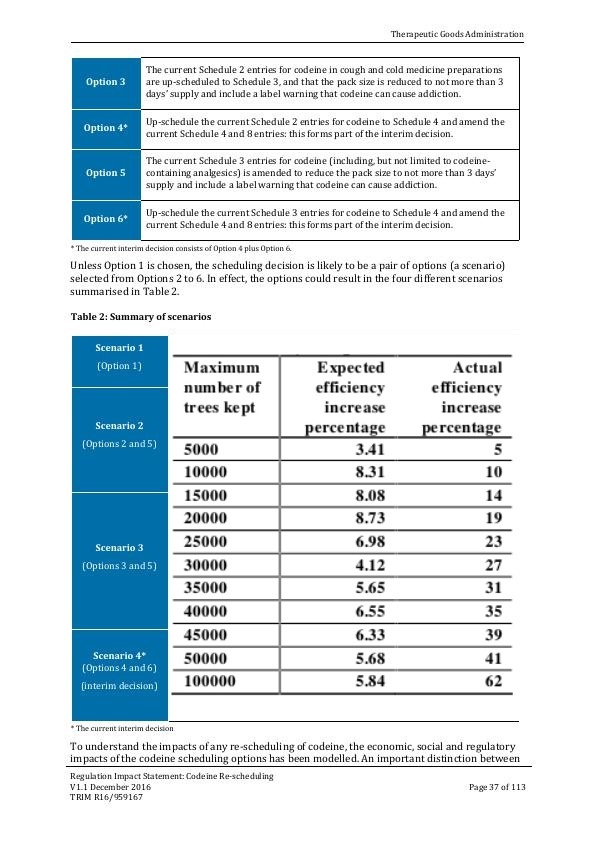 Therapeutic Goods Administration
Option 3
The current Schedule 2 entries for codeine in cough and cold medicine preparations
are up-scheduled to Schedule 3, and that the pack size is reduced to not more than 3
days' supply and include a label warning that codeine can cause addiction.
Option 4*
Up-schedule the current Schedule 2 entries for codeine to Schedule 4 and amend the
current Schedule 4 and 8 entries: this forms part of the interim decision.
Option 5
The current Schedule 3 entries for codeine (including, but not limited to codeine-
containing analgesics) is amended to reduce the pack size to not more than 3 days'
supply and include a label warning that codeine can cause addiction.
Option 6*
Up-schedule the current Schedule 3 entries for codeine to Schedule 4 and amend the
current Schedule 4 and 8 entries: this forms part of the interim decision.
* The current interim decision consists of Option 4 plus Option 6.
Unless Option 1 is chosen, the scheduling decision is likely to be a pair of options (a scenario)
selected from Options 2 to 6. In effect, the options could result in the four different scenarios
summarised in Table 2.
Table 2: Summary of scenarios
Scenario 1
(Option 1)
Scenario 2
(Options 2 and 5)
Scenario 3
(Options 3 and 5)
Scenario 4*
(Options 4 and 6)
(interim decision)
Maximum Expected Actual
number of efficiency efficiency
trees kept increase increase
percentage percentage
5000 3.41 5
10000 8.31 10
15000 8.08 14
20000 8.73 19
25000 6.98 23
30000 4.12 27
35000 5.65 31
40000 6.55 35
45000 6.33 39
50000 5.68 41
100000 5.84 62
* The current interim decision
To understand the impacts of any re-scheduling of codeine, the economic, social and regulatory
impacts of the codeine scheduling options has been modelled. An important distinction between
Regulation Impact Statement: Codeine Re-scheduling
V1.1 December 2016 Page 37 of 113
TRIM R16/959167